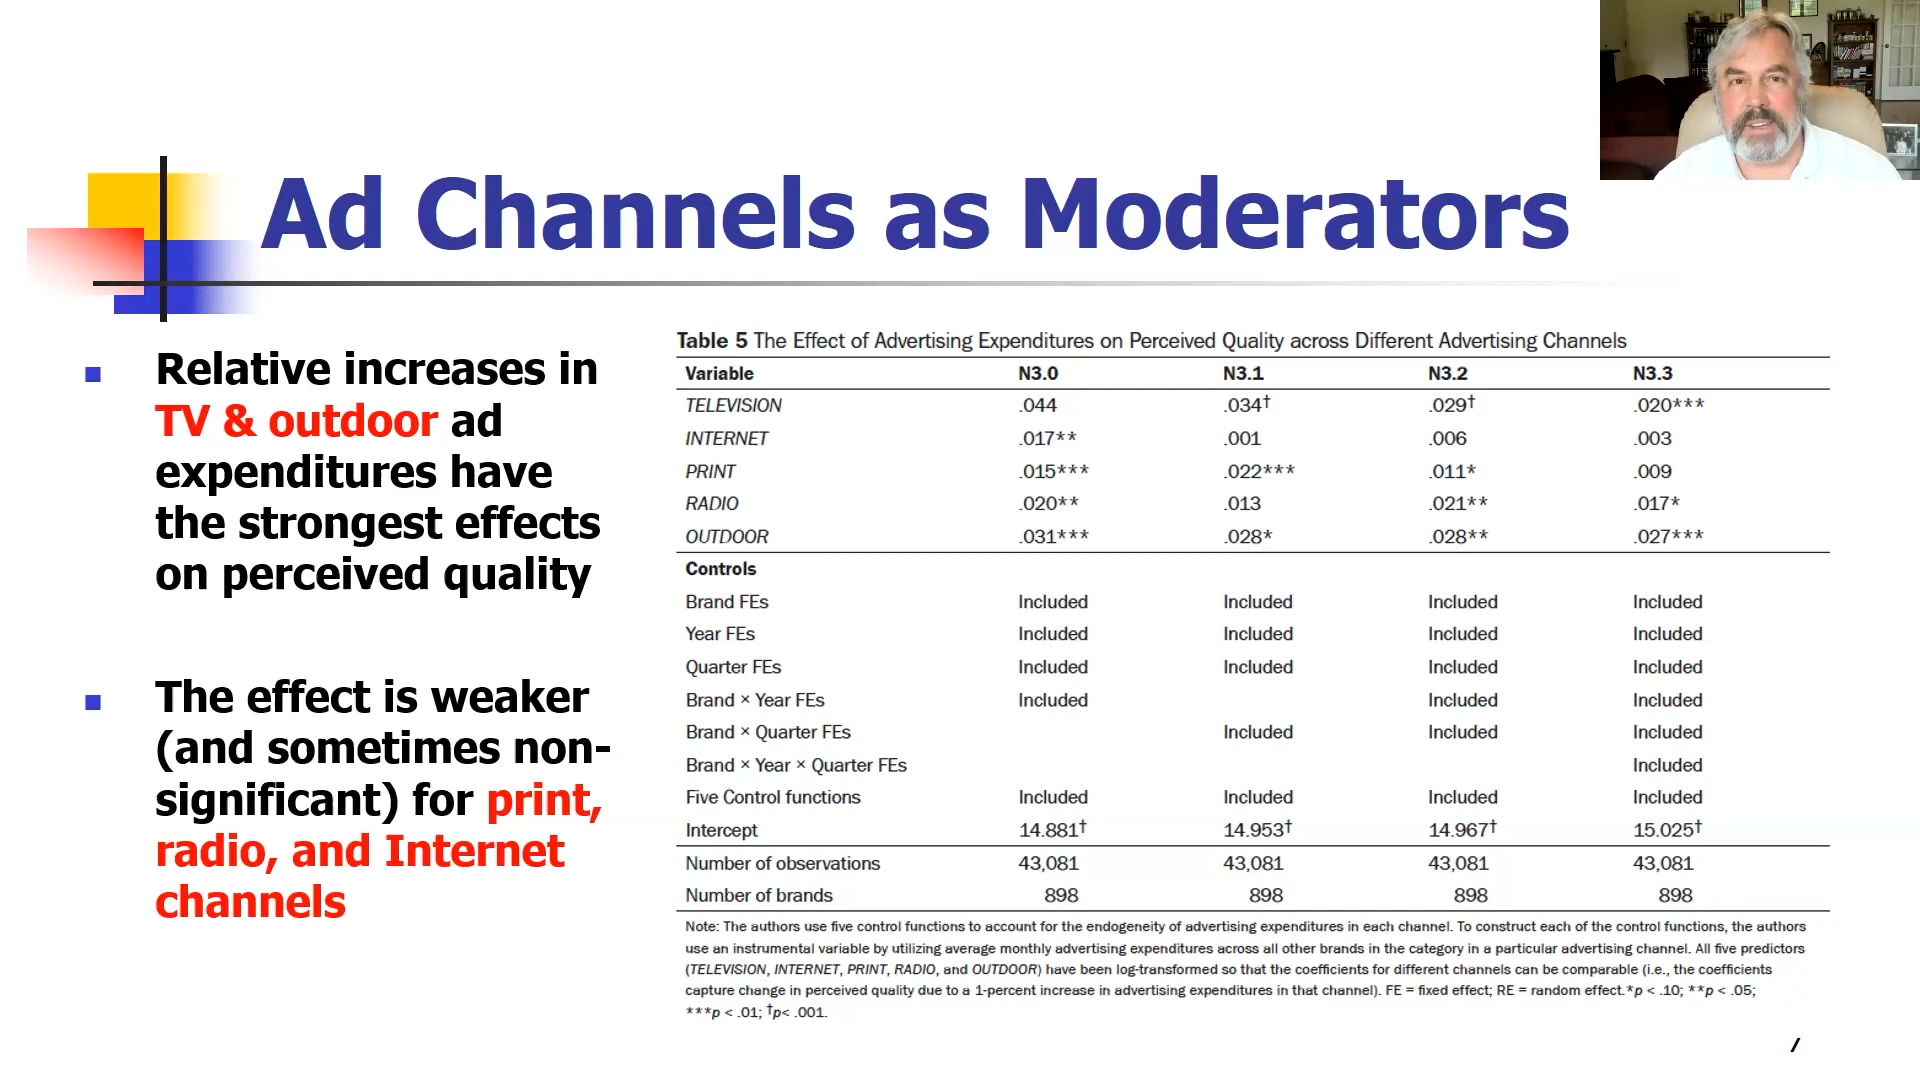 Ad Channels as Moderators
Relative increases in
TV & outdoor ad
expenditures have
the strongest effects
on perceived quality
The effect is weaker
(and sometimes non-
significant) for print,
radio, and Internet
channels
Table 5 The Effect of Advertising Expenditures on Perceived Quality across Different Advertising Channels
Variable N3.0 N3.1 N3.2 N3.3
TELEVISION .044 .034† .029† .020***
INTERNET .017** .001 .006 .003
PRINT .015*** .022*** .011* .009
RADIO .020** .013 .021** .017*
OUTDOOR .031*** .028* .028** .027***
Controls
Brand FEs Included Included Included Included
Year FEs Included Included Included Included
Quarter FEs Included Included Included Included
Brand × Year FEs Included Included Included
Brand × Quarter FEs Included Included Included
Brand × Year × Quarter FEs Included
Five Control functions Included Included Included Included
Intercept 14.881† 14.953† 14.967† 15.025†
Number of observations 43,081 43,081 43,081 43,081
Number of brands 898 898 898 898
Note: The authors use five control functions to account for the endogeneity of advertising expenditures in each channel. To construct each of the control functions, the authors
use an instrumental variable by utilizing average monthly advertising expenditures across all other brands in the category in a particular advertising channel. All five predictors
(TELEVISION, INTERNET, PRINT, RADIO, and OUTDOOR) have been log-transformed so that the coefficients for different channels can be comparable (i.e., the coefficients
capture change in perceived quality due to a 1-percent increase in advertising expenditures in that channel). FE = fixed effect; RE = random effect.*p < .10; **p < .05;
***p < .01; †p< .001.